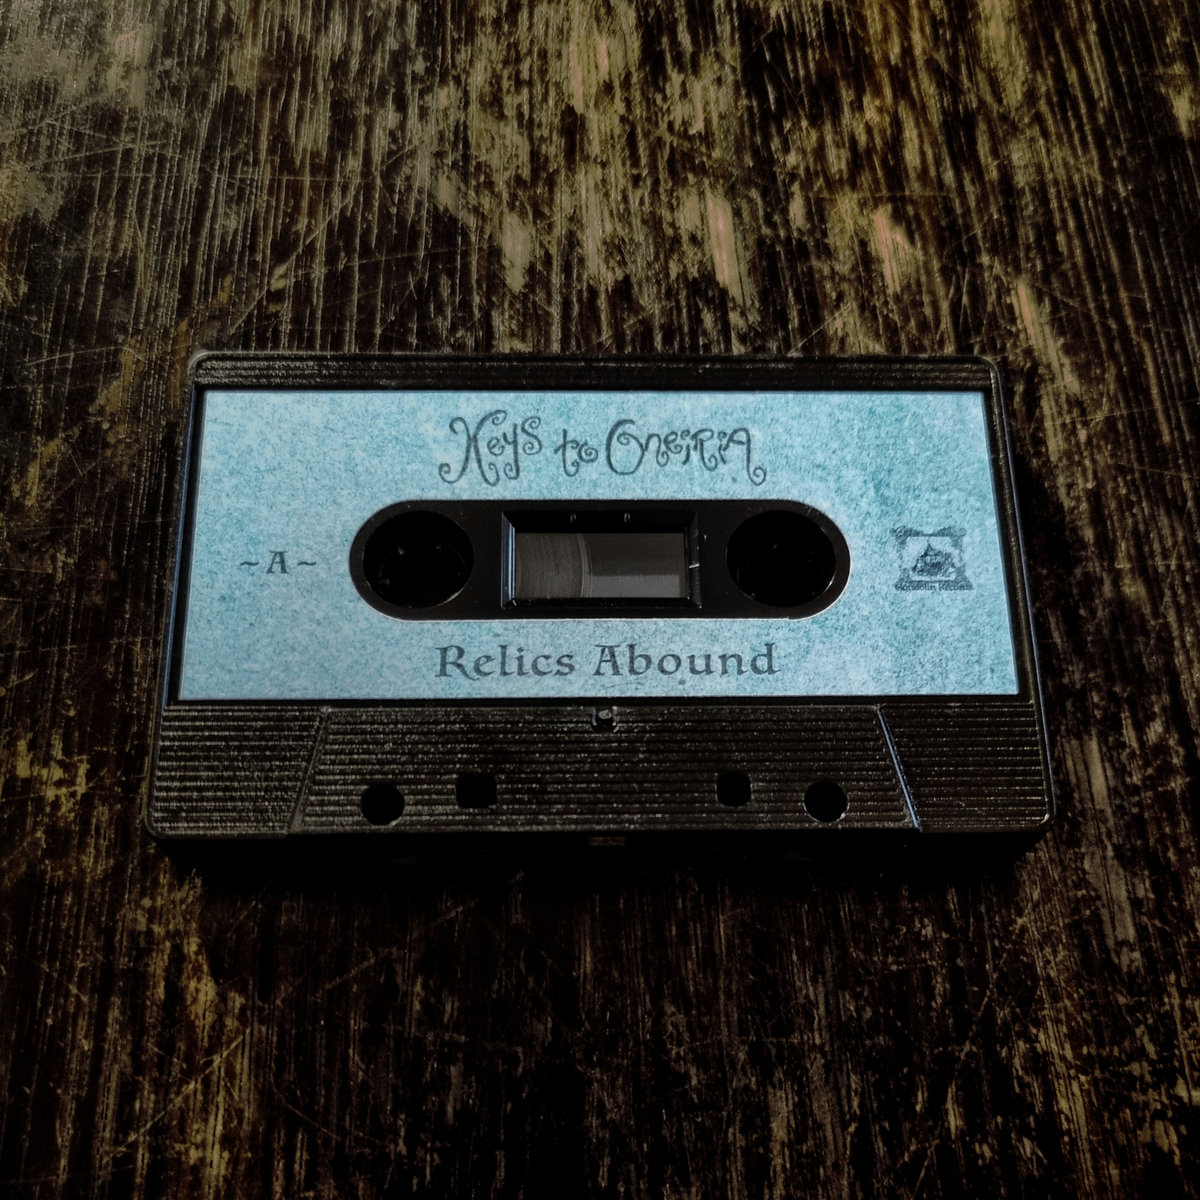 Keys to Oneiria
~A~
Relics Abound